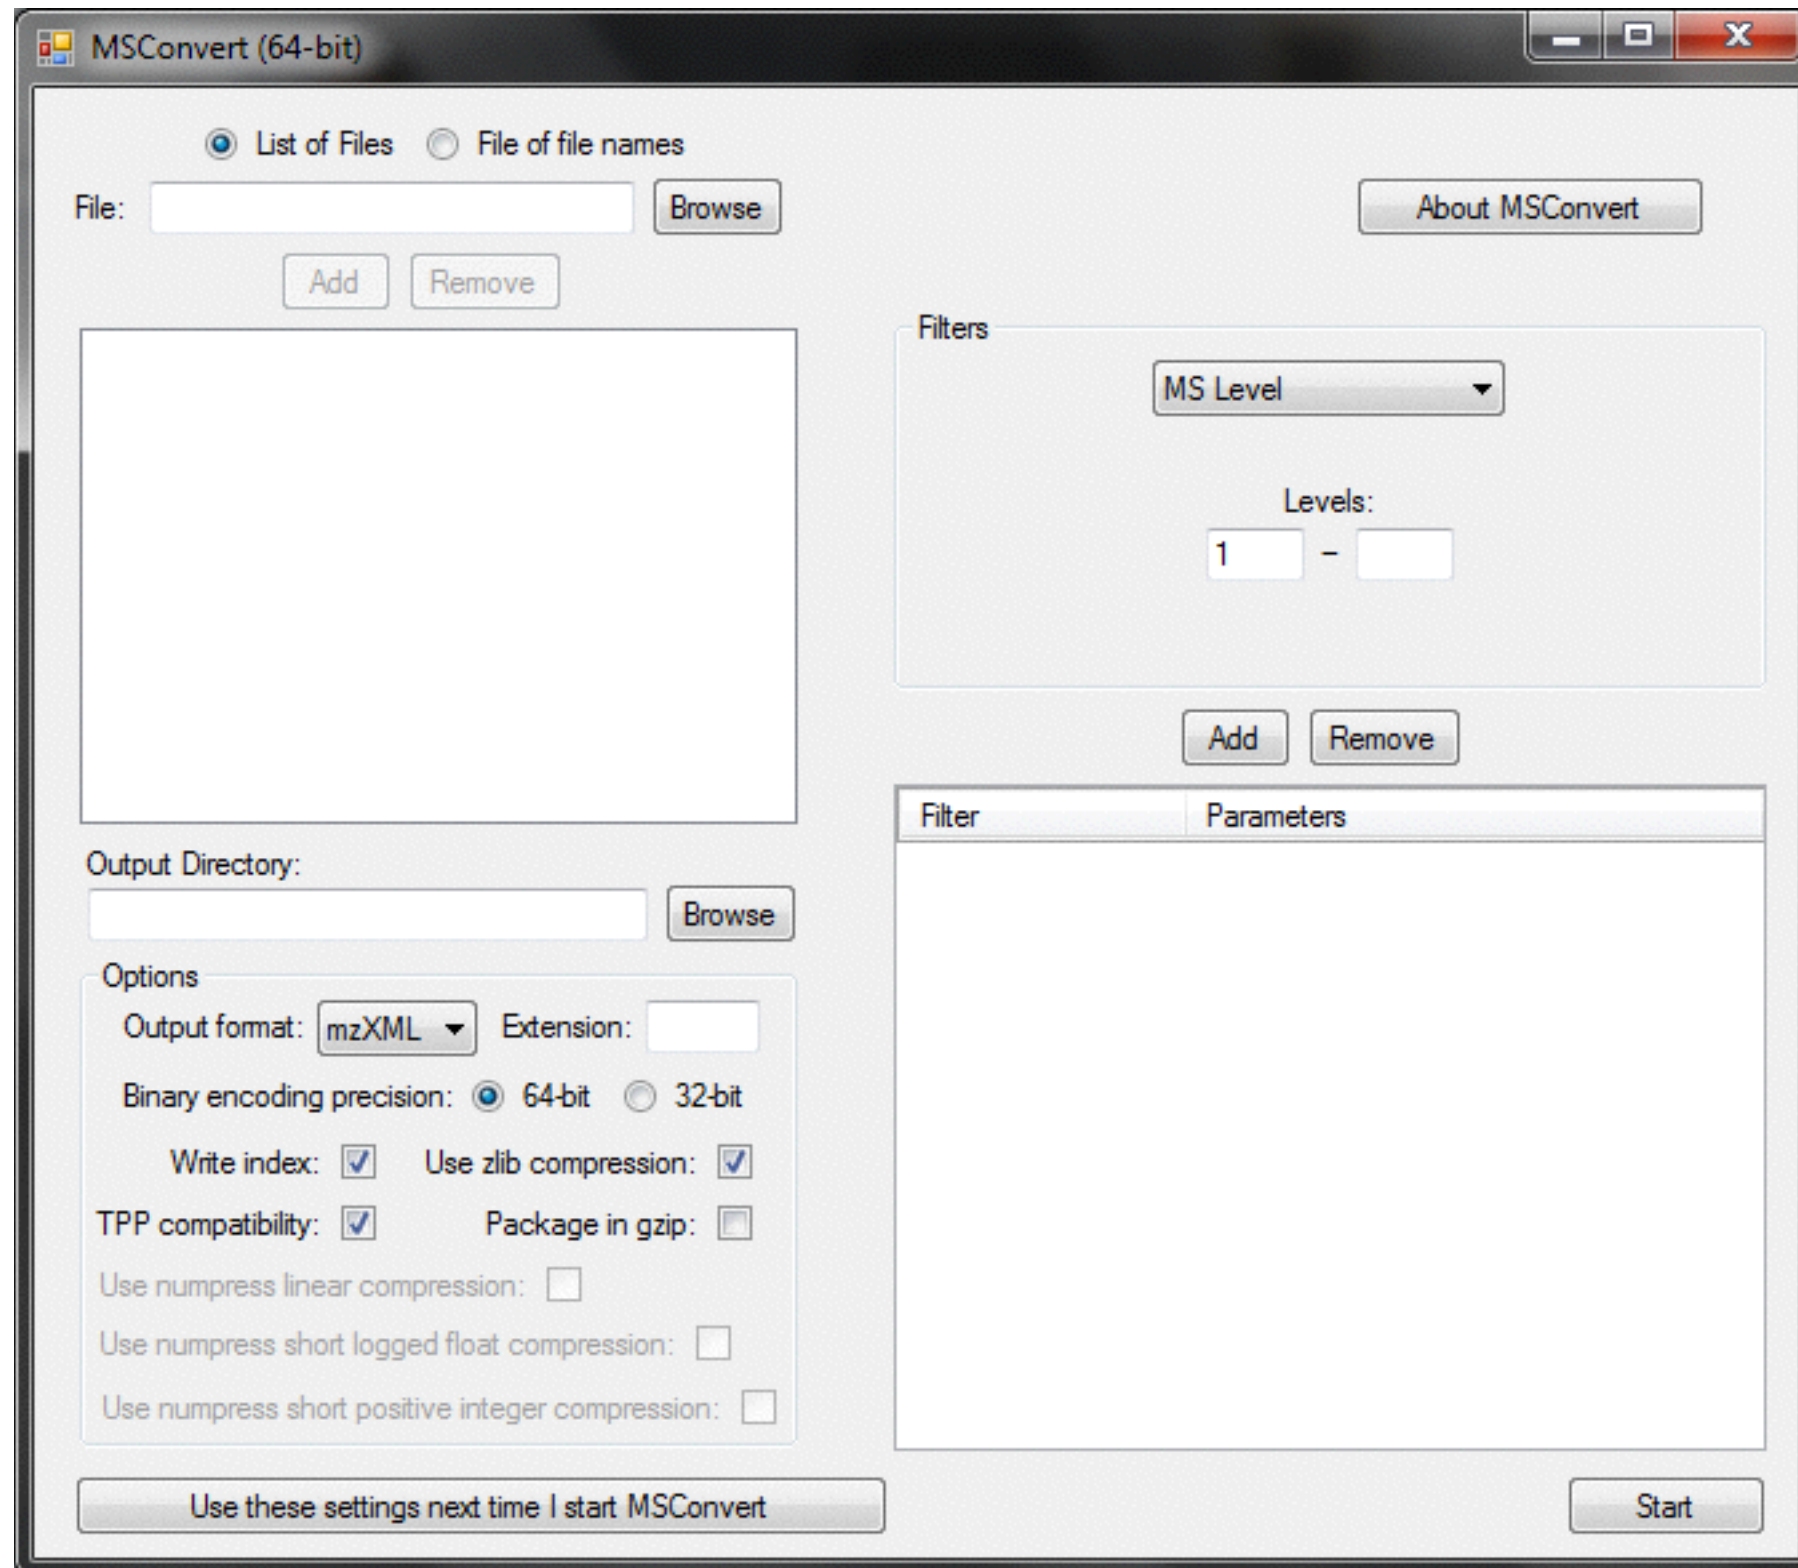 MSConvert (64-bit)
List of Files File of file names
File: Browse
About MSConvert
Add Remove
Filters
MS Level
Levels:
1 -
Add Remove
Filter Parameters
Output Directory:
Browse
Options
Output format: mzXML Extension:
Binary encoding precision: 64-bit 32-bit
Write index: Use zlib compression:
TPP compatibility: Package in gzip:
Use numpress linear compression:
Use numpress short logged float compression:
Use numpress short positive integer compression:
Use these settings next time I start MSConvert
Start